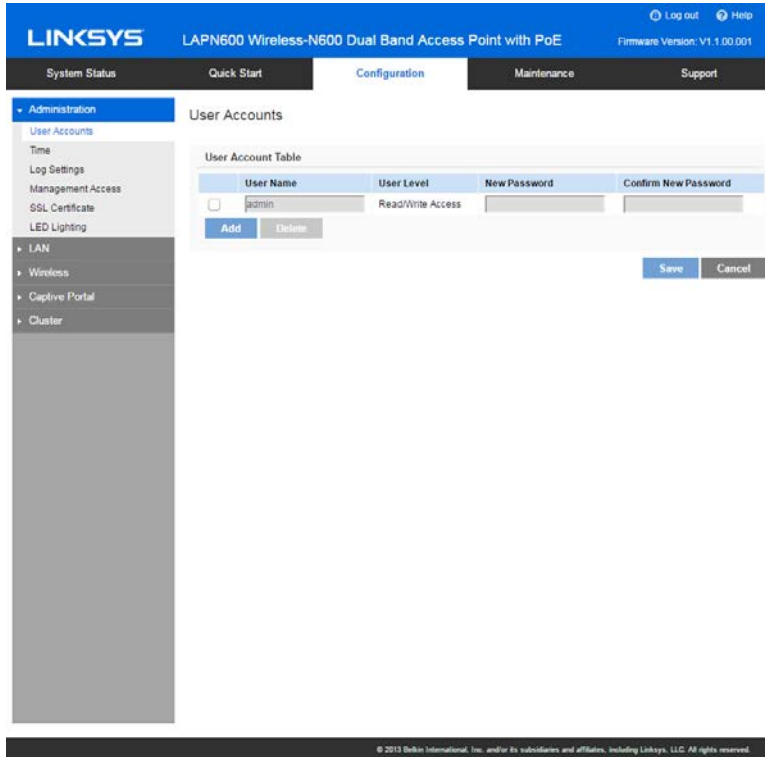 Log out Help
LINKSYS LAPN600 Wireless-N600 Dual Band Access Point with PoE Firmware Version: V1.1.00.001
System Status Quick Start Configuration Maintenance Support
Administration
User Accounts
Time
Log Settings
Management Access
SSL Certificate
LED Lighting
LAN
Wireless
Captive Portal
Cluster
User Accounts
User Account Table
User Name User Level New Password Confirm New Password
admin Read/Write Access
Add Delete
Save Cancel
© 2013 Belkin International, Inc. and/or its subsidiaries and affiliates, including Linksys, LLC. All rights reserved.